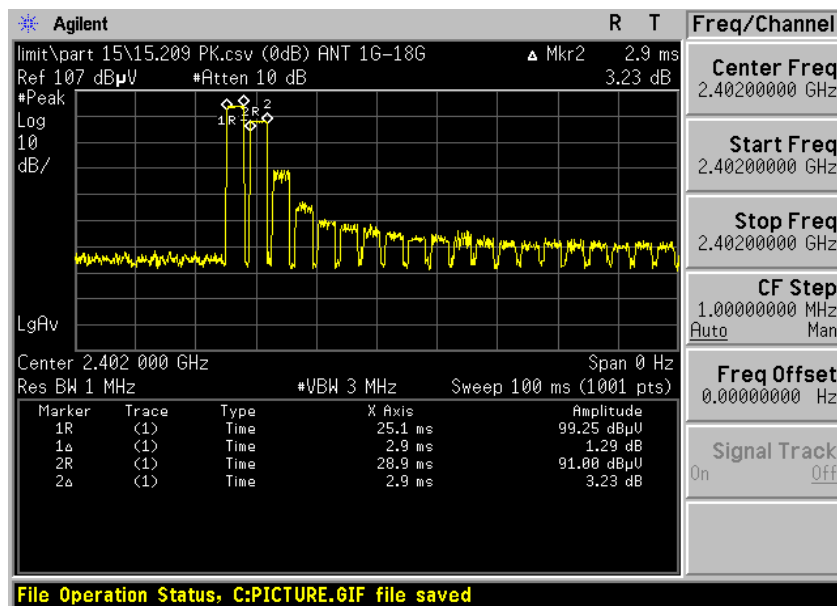 Agilent R T Freq/Channel
limit\part 15\15.209 PK.csv (0dB) ANT 1G-18G Δ Mkr2 2.9 ms
Ref 107 dBµV #Atten 10 dB 3.23 dB
#Peak
Log
10
dB/
1R
2R 2
LgAv
Center 2.402 000 GHz Span 0 Hz
Res BW 1 MHz #VBW 3 MHz Sweep 100 ms (1001 pts)
Marker Trace Type X Axis Amplitude
1R (1) Time 25.1 ms 99.25 dBµV
1Δ (1) Time 2.9 ms 1.29 dB
2R (1) Time 28.9 ms 91.00 dBµV
2Δ (1) Time 2.9 ms 3.23 dB
Center Freq
2.40200000 GHz
Start Freq
2.40200000 GHz
Stop Freq
2.40200000 GHz
CF Step
1.00000000 MHz
Auto Man
Freq Offset
0.00000000 Hz
Signal Track
On Off
File Operation Status, C:PICTURE.GIF file saved